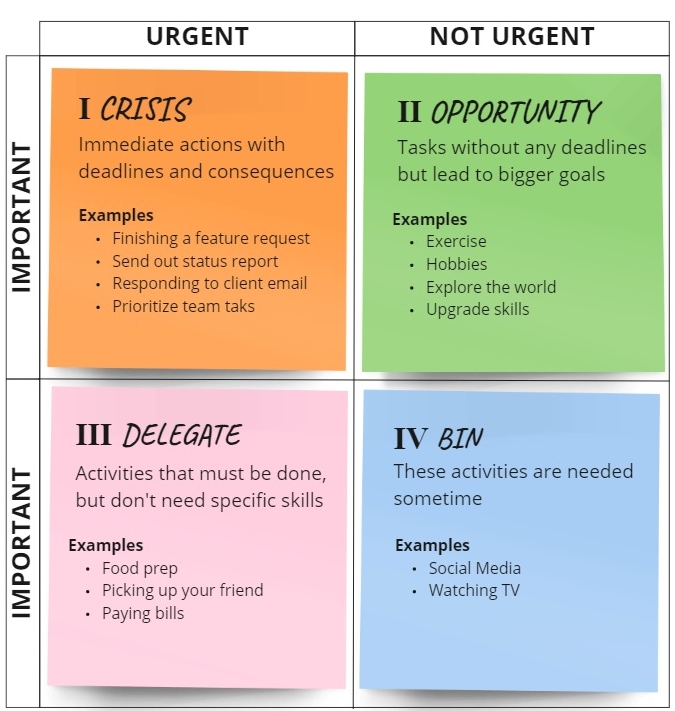 URGENT
NOT URGENT
IMPORTANT
I CRISIS
Immediate actions with
deadlines and consequences
Examples
• Finishing a feature request
• Send out status report
• Responding to client email
• Prioritize team taks
II OPPORTUNITY
Tasks without any deadlines
but lead to bigger goals
Examples
• Exercise
• Hobbies
• Explore the world
• Upgrade skills
IMPORTANT
III DELEGATE
Activities that must be done,
but don't need specific skills
Examples
• Food prep
• Picking up your friend
• Paying bills
IV BIN
These activities are needed
sometime
Examples
• Social Media
• Watching TV